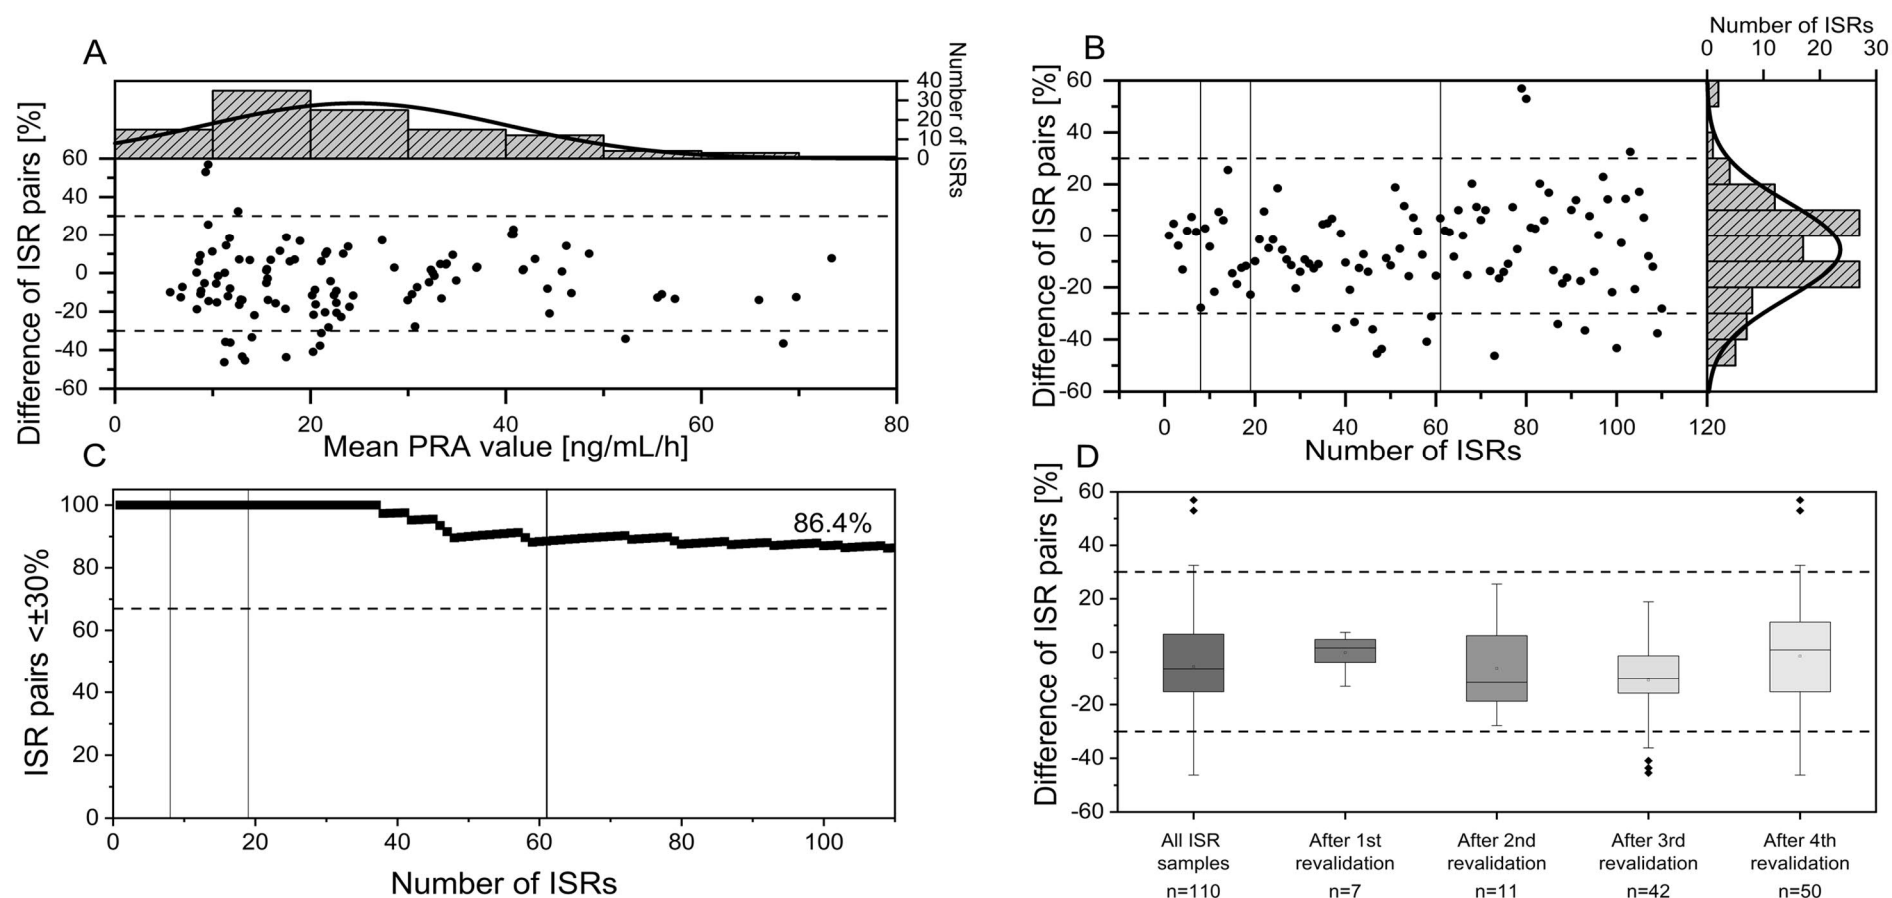 A
Number of ISRs
40
30
20
10
0
Difference of ISR pairs [%]
60
40
20
0
-20
-40
-60
0
20
40
60
80
Mean PRA value [ng/mL/h]
B
Number of ISRs
0
10
20
30
Difference of ISR pairs [%]
60
40
20
0
-20
-40
-60
0
20
40
60
80
100
120
Number of ISRs
C
ISR pairs <±30%
100
80
60
40
20
0
86.4%
0
20
40
60
80
100
Number of ISRs
D
Difference of ISR pairs [%]
60
40
20
0
-20
-40
-60
All ISR
samples
n=110
After 1st
revalidation
n=7
After 2nd
revalidation
n=11
After 3rd
revalidation
n=42
After 4th
revalidation
n=50